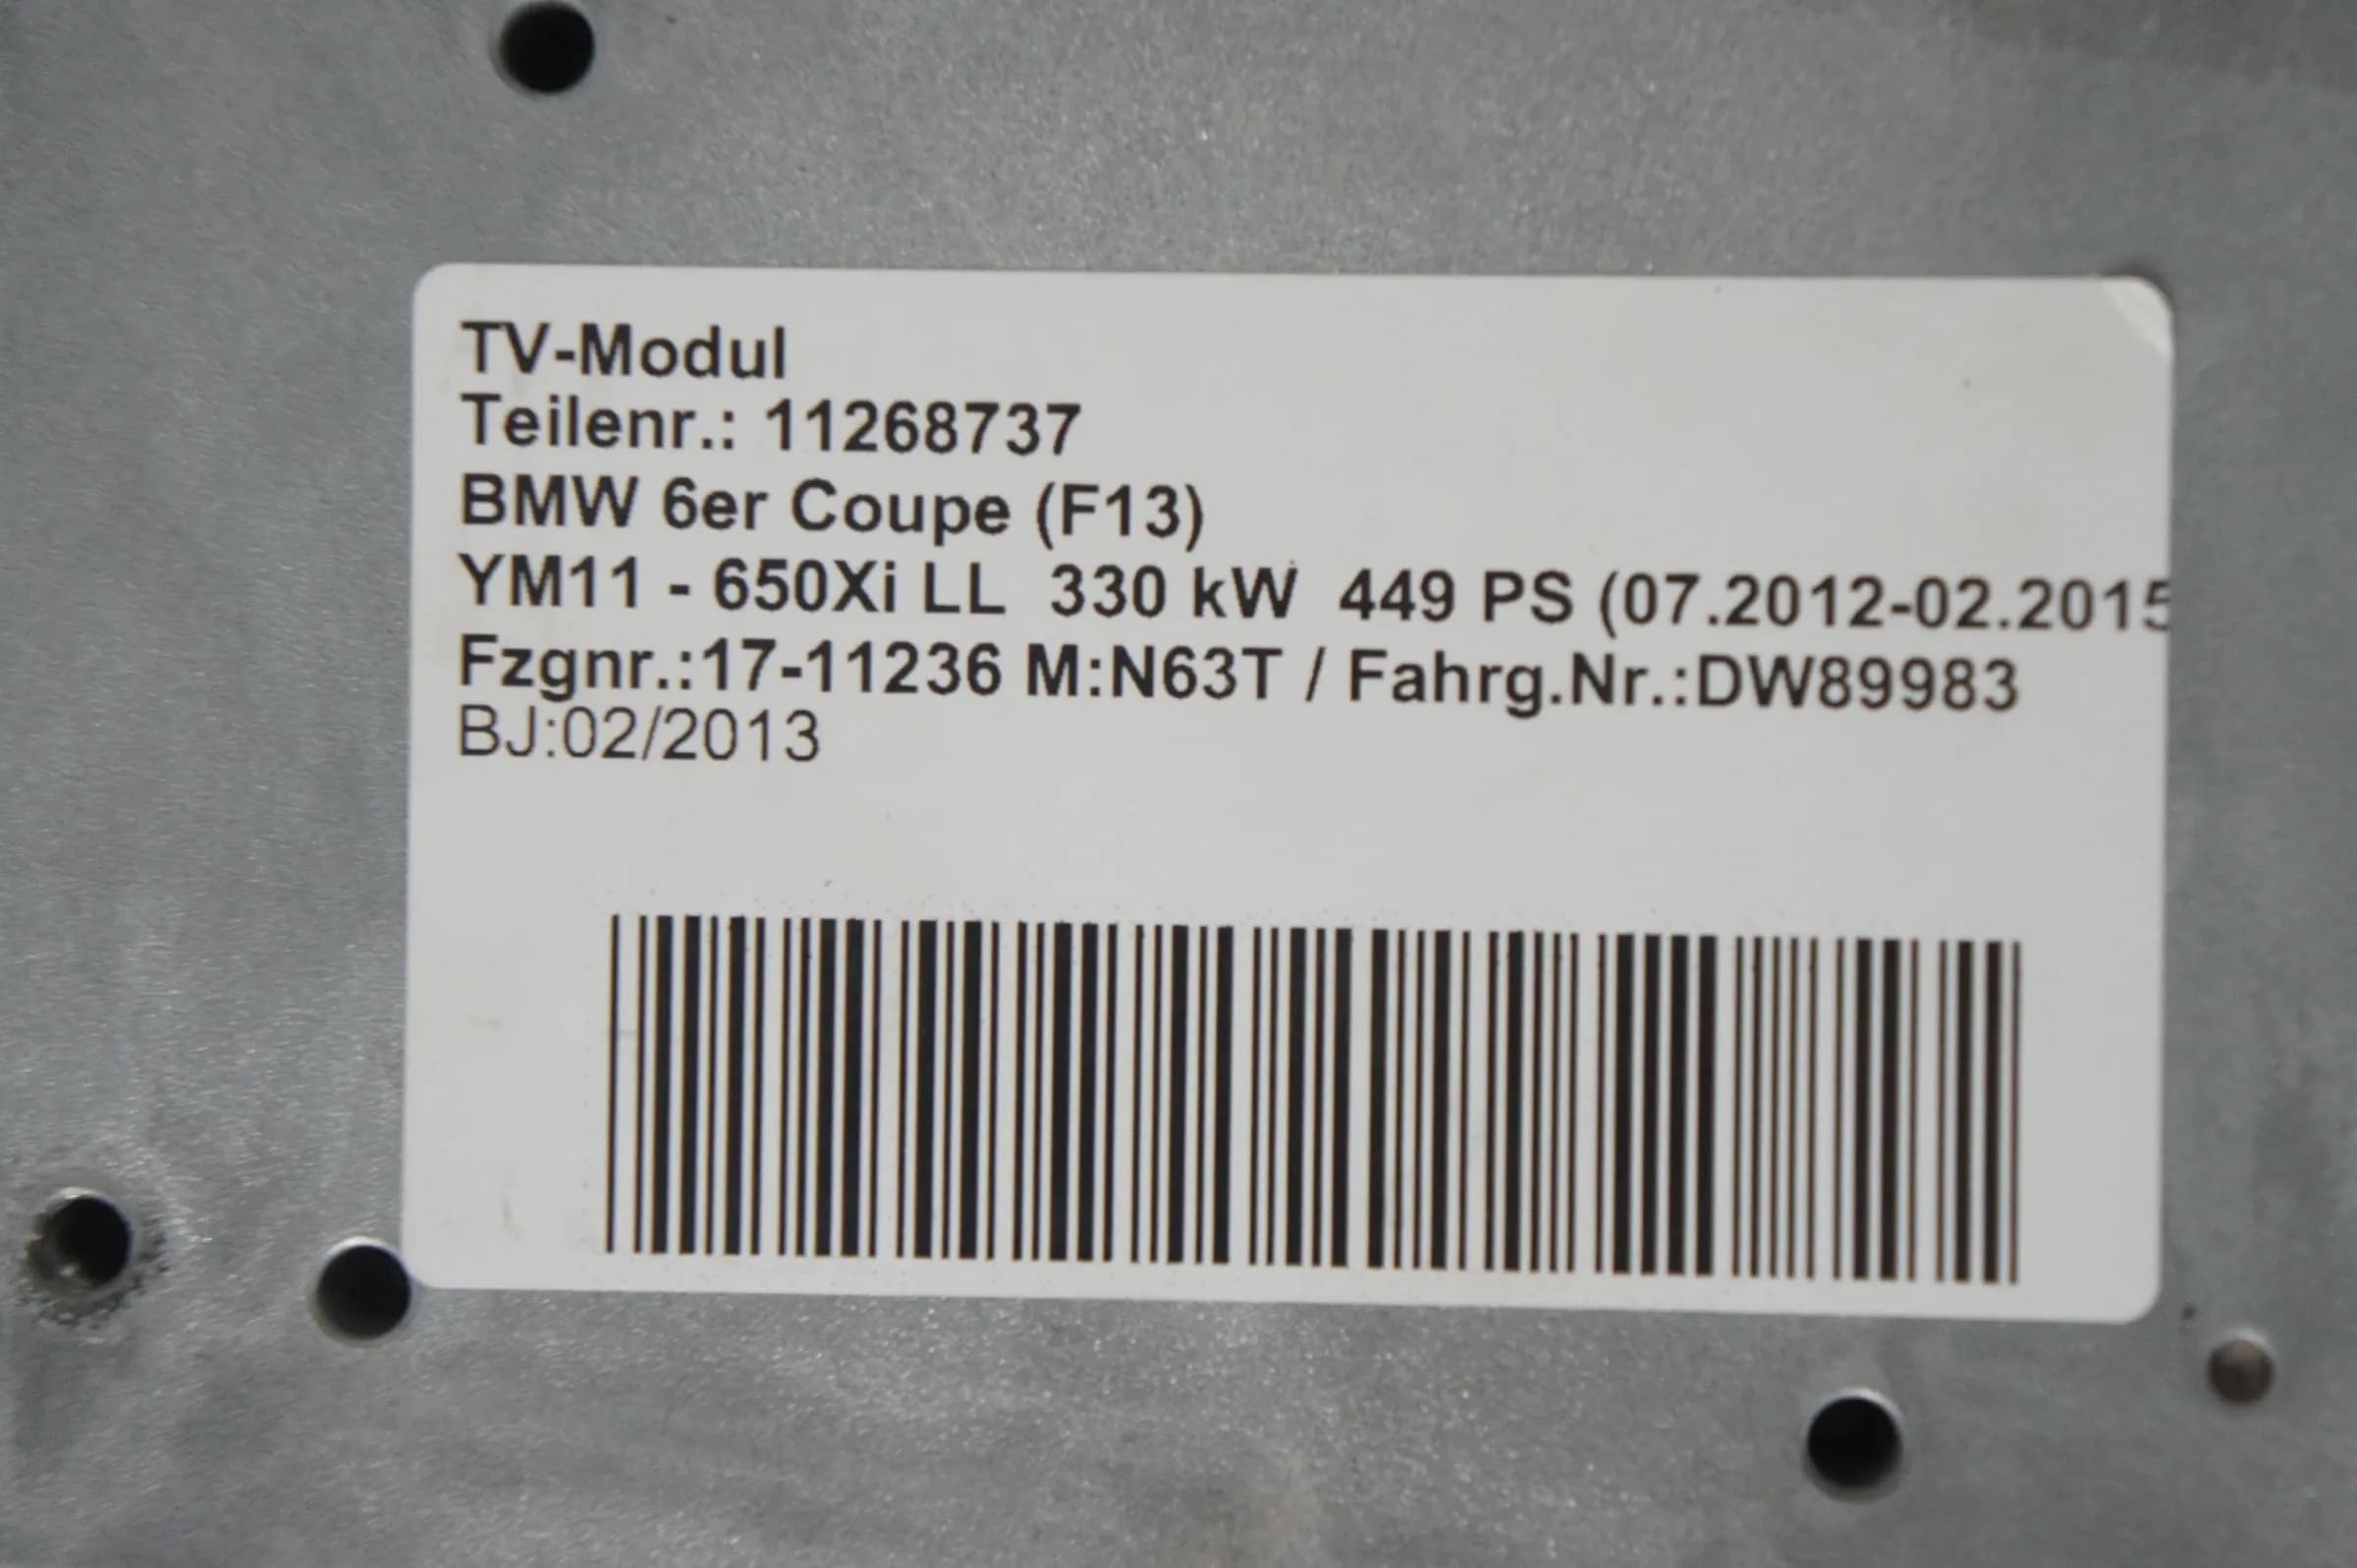 TV-Modul
Teilenr.: 11268737
BMW 6er Coupe (F13)
YM11 - 650Xi LL 330 kW 449 PS (07.2012-02.2015
Fzgnr.:17-11236 M:N63T / Fahrg.Nr.:DW89983
BJ:02/2013